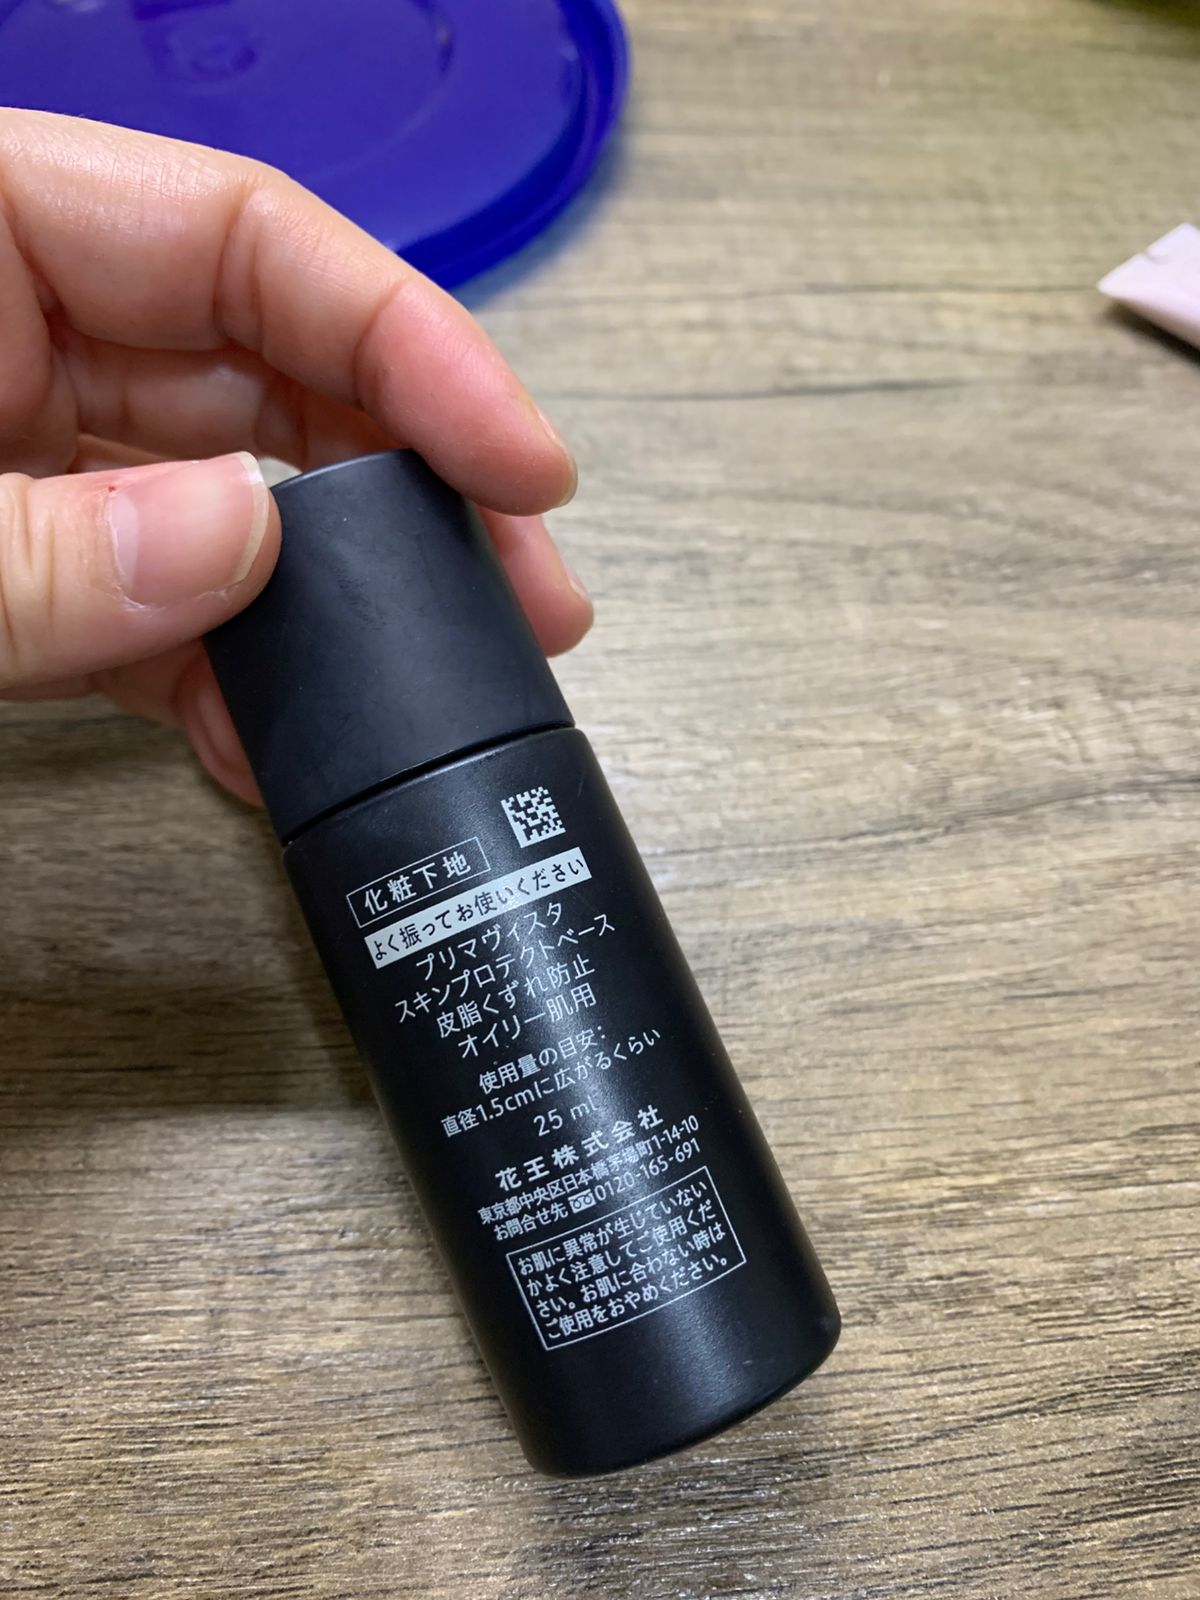 化粧下地
よく振ってお使いください
プリマヴィスタ
スキンプロテクトベース
皮脂くずれ防止
オイリー肌用
使用量の目安:
直径1.5cmに広がるくらい
25 ml
花王株式会社
東京都中央区日本橋茅場町1-14-10
お問合せ先 0120-165-691
お肌に異常が生じていない
かよく注意してご使用くだ
さい。お肌に合わない時は
ご使用をおやめください。